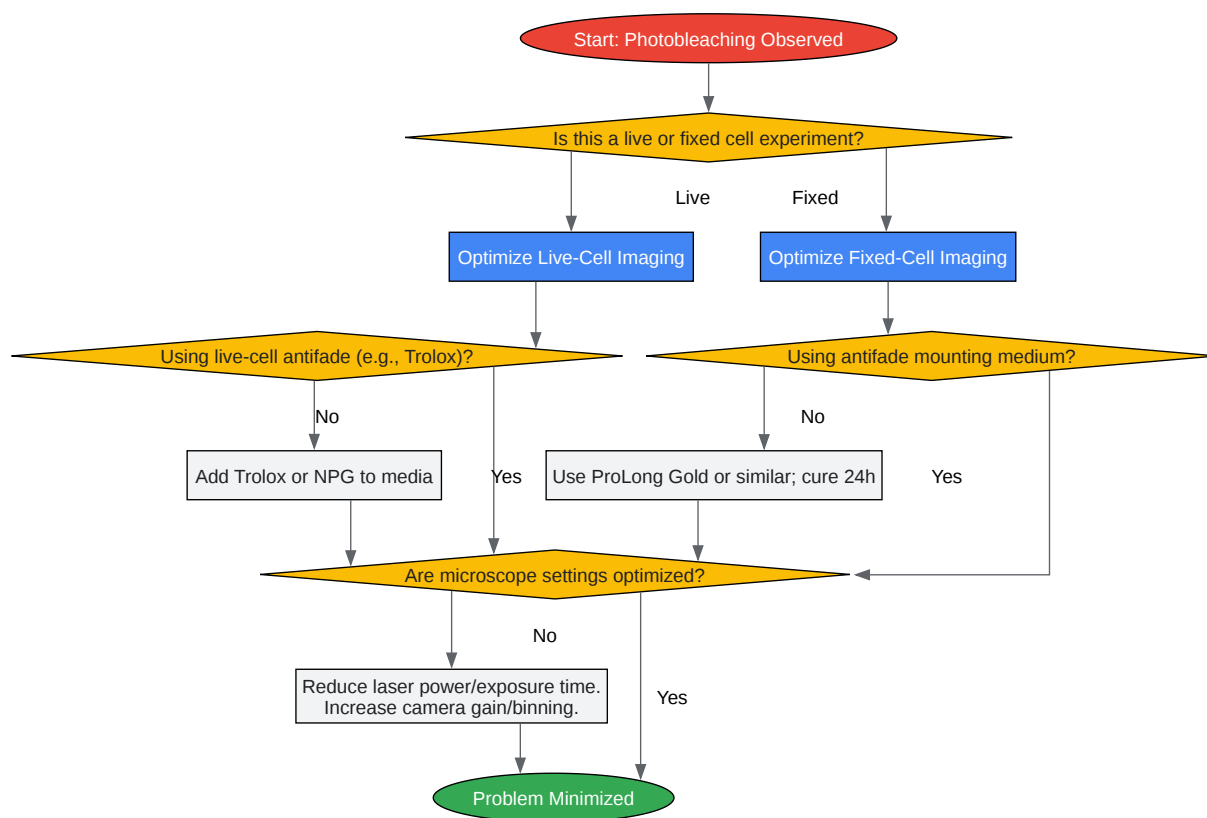 Start: Photobleaching Observed
Is this a live or fixed cell experiment?
Live
Fixed
Optimize Live-Cell Imaging
Optimize Fixed-Cell Imaging
Using live-cell antifade (e.g., Trolox)?
Using antifade mounting medium?
No
No
Add Trolox or NPG to media
Yes
Use ProLong Gold or similar; cure 24h
Yes
Are microscope settings optimized?
No
Reduce laser power/exposure time.
Increase camera gain/binning.
Yes
Problem Minimized